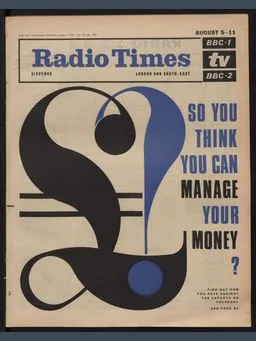 AUGUST 5-11
Radio Times
BBC-1
tv
BBC-2
SIXPENCE
LONDON AND SOUTH-EAST
SO YOU
THINK
YOU CAN
MANAGE
YOUR
MONEY
?
FIND OUT HOW
YOU RATE AGAINST
THE EXPERTS ON
THURSDAY
SEE PAGE 34